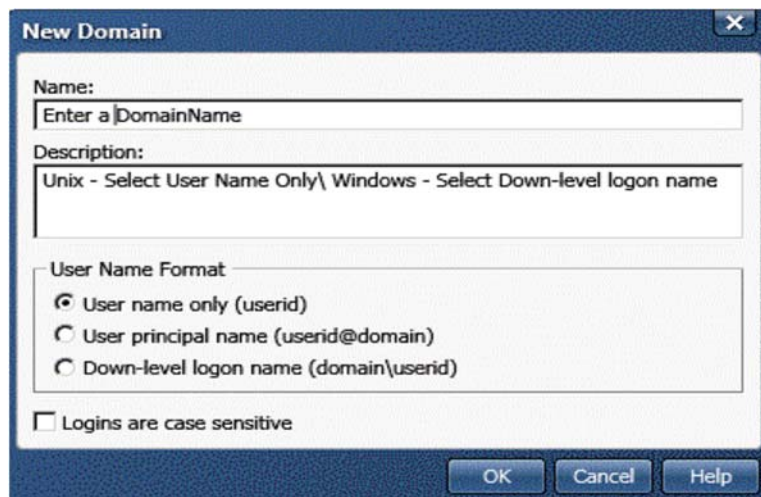 New Domain
Name:
Enter a DomainName
Description:
Unix - Select User Name Only\ Windows - Select Down-level logon name
User Name Format
User name only (userid)
User principal name (userid@domain)
Down-level logon name (domain\userid)
Logins are case sensitive
OK Cancel Help